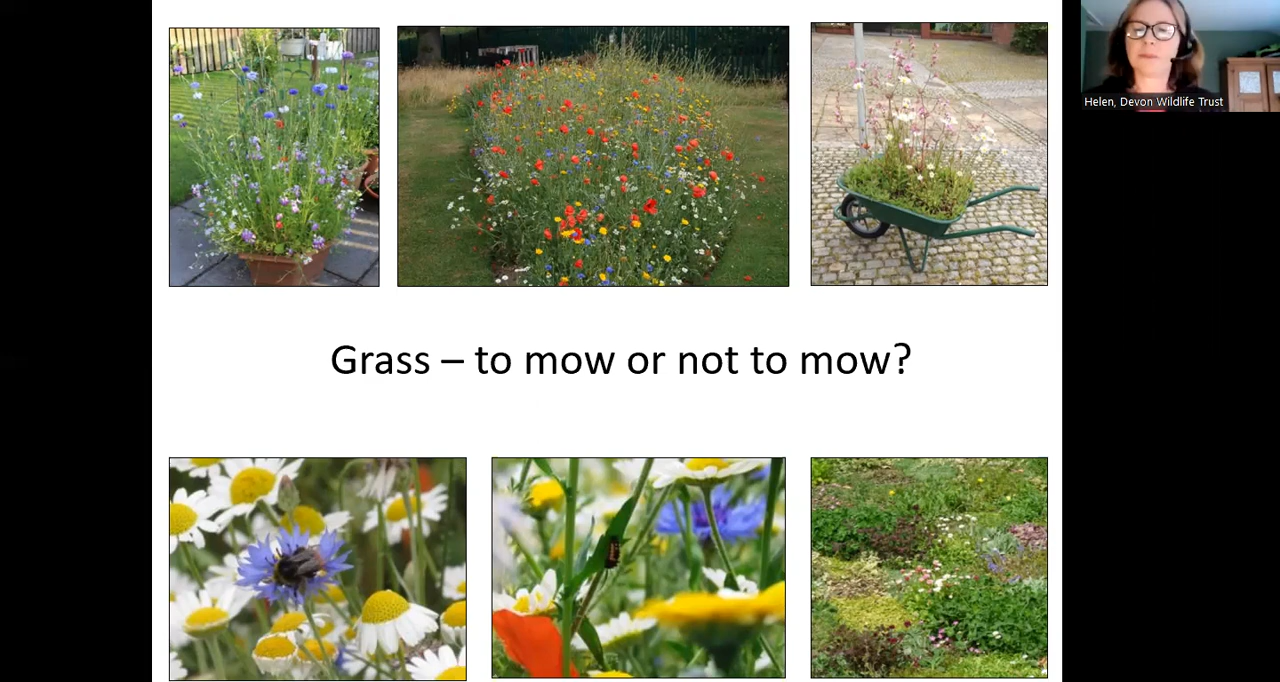 Helen, Devon Wildlife Trust
Grass – to mow or not to mow?